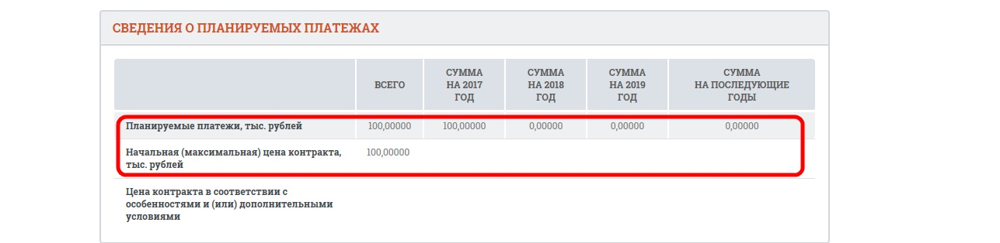 СВЕДЕНИЯ О ПЛАНИРУЕМЫХ ПЛАТЕЖАХ
ВСЕГО
СУММА
НА 2017
ГОД
СУММА
НА 2018
ГОД
СУММА
НА 2019
ГОД
СУММА
НА ПОСЛЕДУЮЩИЕ
ГОДЫ
Планируемые платежи, тыс. рублей 100,00000 100,00000 0,00000 0,00000 0,00000
Начальная (максимальная) цена контракта, 100,00000
тыс. рублей
Цена контракта в соответствии с
особенностями и (или) дополнительными
условиями